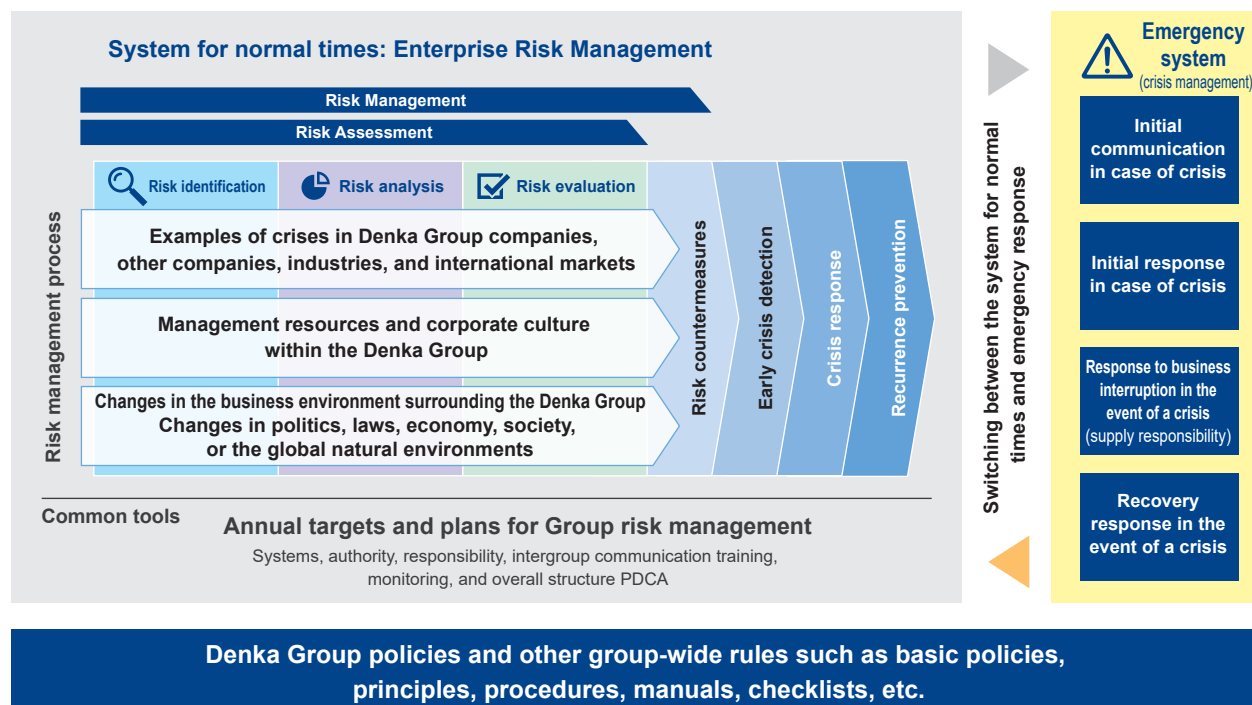 System for normal times: Enterprise Risk Management
Risk Management
Risk Assessment
Risk management process
Risk identification
Risk analysis
Risk evaluation
Examples of crises in Denka Group companies,
other companies, industries, and international markets
Management resources and corporate culture
within the Denka Group
Changes in the business environment surrounding the Denka Group
Changes in politics, laws, economy, society,
or the global natural environments
Risk countermeasures
Early crisis detection
Crisis response
Recurrence prevention
Common tools
Annual targets and plans for Group risk management
Systems, authority, responsibility, intergroup communication training,
monitoring, and overall structure PDCA
Switching between the system for normal
times and emergency response
Emergency
system
(crisis management)
Initial
communication
in case of crisis
Initial response
in case of crisis
Response to business
interruption in the
event of a crisis
(supply responsibility)
Recovery
response in the
event of a crisis
Denka Group policies and other group-wide rules such as basic policies,
principles, procedures, manuals, checklists, etc.